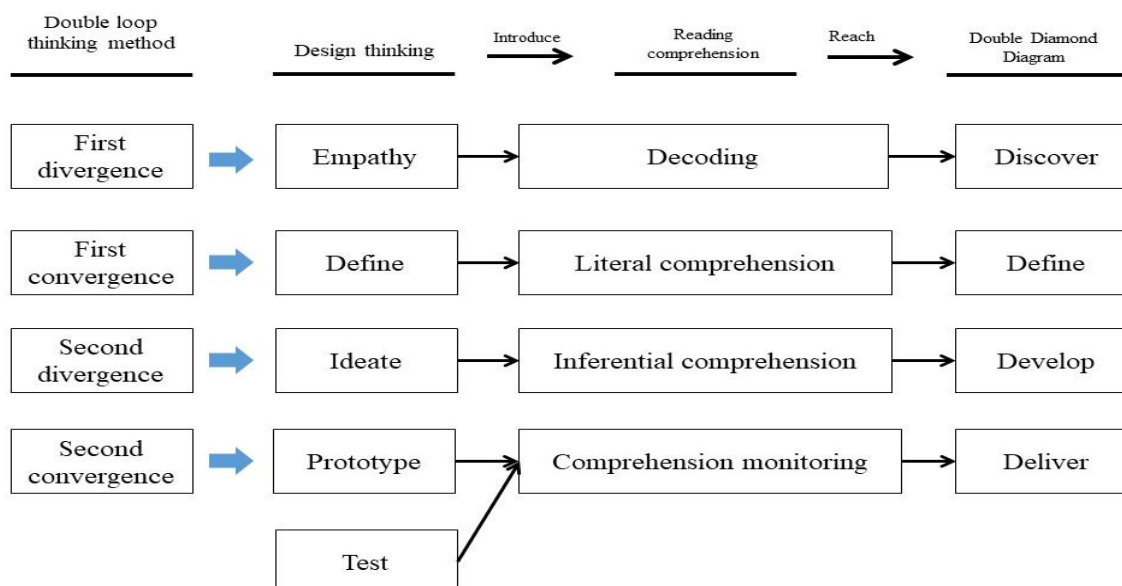 Double loop
thinking method
Design thinking
Introduce
Reading
comprehension
Reach
Double Diamond
Diagram
First
divergence
Empathy
Decoding
Discover
First
convergence
Define
Literal comprehension
Define
Second
divergence
Ideate
Inferential comprehension
Develop
Second
convergence
Prototype
Comprehension monitoring
Deliver
Test